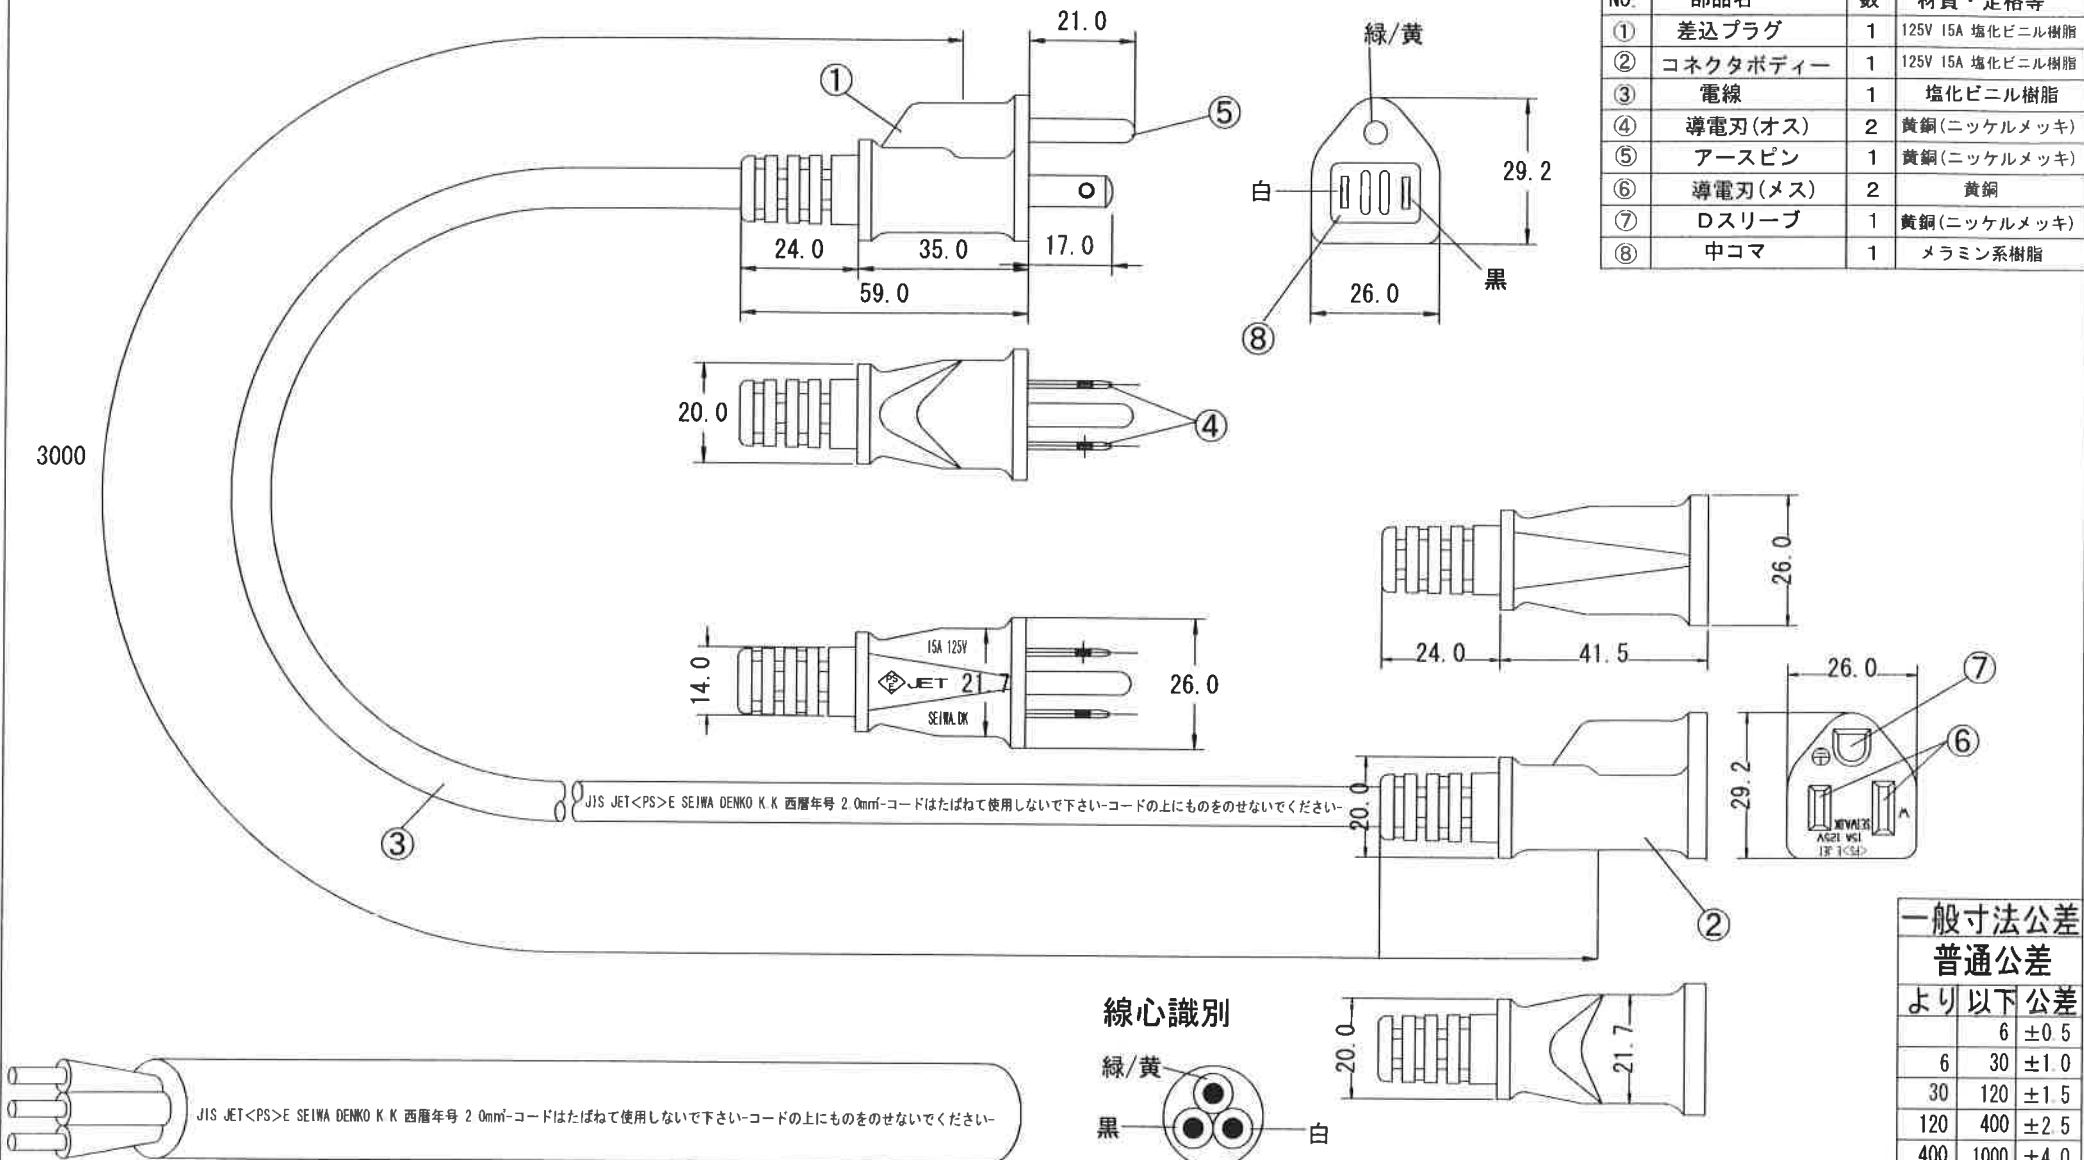 NO. 部品名 数 材質・定格等
① 差込プラグ 1 125V 15A 塩化ビニル樹脂
② コネクタボディー 1 125V 15A 塩化ビニル樹脂
③ 電線 1 塩化ビニル樹脂
④ 導電刃(オス) 2 黄銅(ニッケルメッキ)
⑤ アースピン 1 黄銅(ニッケルメッキ)
⑥ 導電刃(メス) 2 黄銅
⑦ Dスリーブ 1 黄銅(ニッケルメッキ)
⑧ 中コマ 1 メラミン系樹脂
21.0
①
⑤
24.0
35.0
17.0
59.0
緑/黄
白
黒
29.2
26.0
⑧
20.0
④
3000
26.0
24.0
41.5
14.0
15A 125V
PS
E
JET
21.7
SEIWA.DK
26.0
26.0
⑦
⑥
29.2
W
SEIWA.DK
15A 125V
<PS>E JET
20.0
JIS JET<PS>E SEIWA DENKO K.K 西暦年号 2.0mm²-コードはたばねて使用しないで下さい-コードの上にものをのせないでください-
③
②
一般寸法公差
普通公差
より 以下 公差
6 ±0.5
6 30 ±1.0
30 120 ±1.5
120 400 ±2.5
400 1000 ±4.0
線心識別
緑/黄
黒
白
20.0
21.7
JIS JET<PS>E SEIWA DENKO K.K 西暦年号 2.0mm²-コードはたばねて使用しないで下さい-コードの上にものをのせないでください-